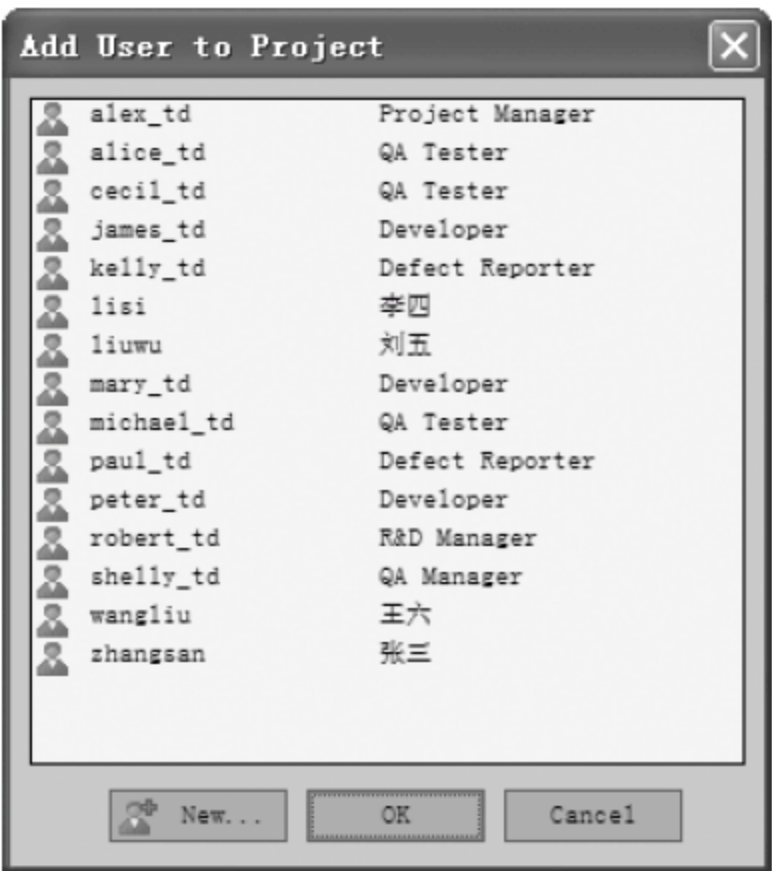 Add User to Project
alex_td Project Manager
alice_td QA Tester
cecil_td QA Tester
james_td Developer
kelly_td Defect Reporter
lisi 李四
liuwu 刘五
mary_td Developer
michael_td QA Tester
paul_td Defect Reporter
peter_td Developer
robert_td R&D Manager
shelly_td QA Manager
wangliu 王六
zhangsan 张三
New... OK Cancel